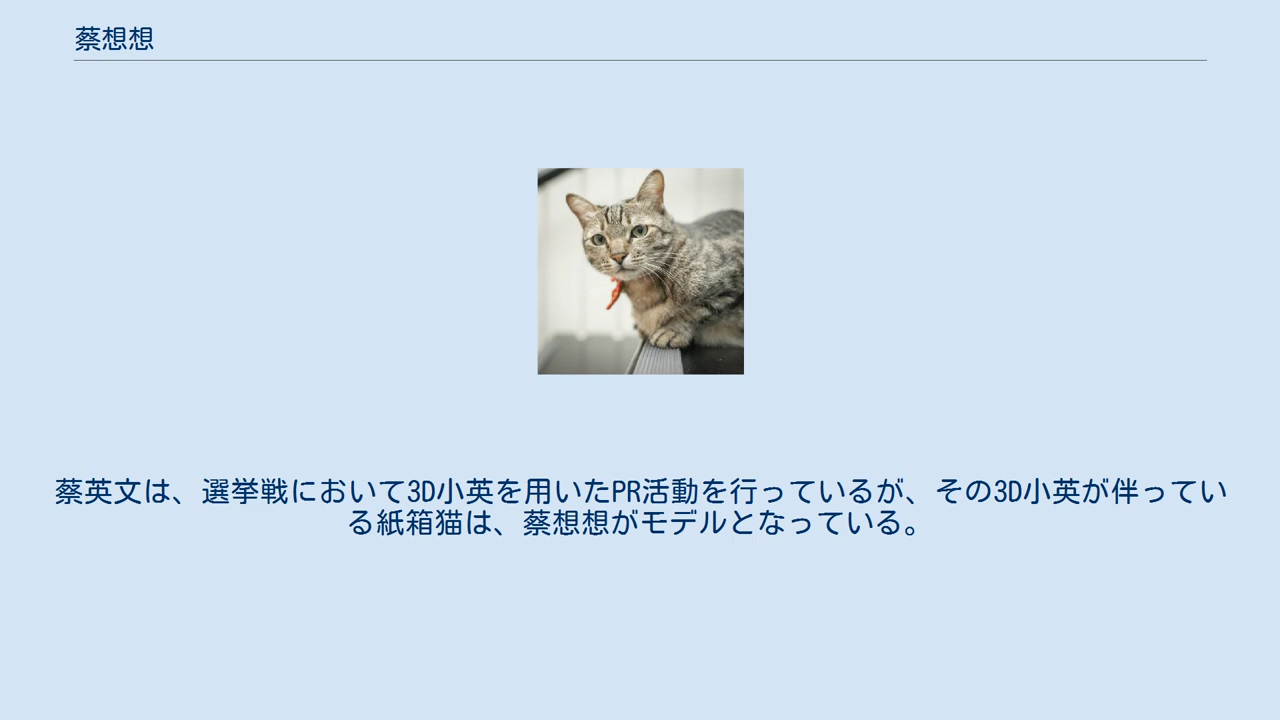 蔡想想
蔡英文は、選挙戦において3D小英を用いたPR活動を行っているが、その3D小英が伴ってい
る紙箱猫は、蔡想想がモデルとなっている。